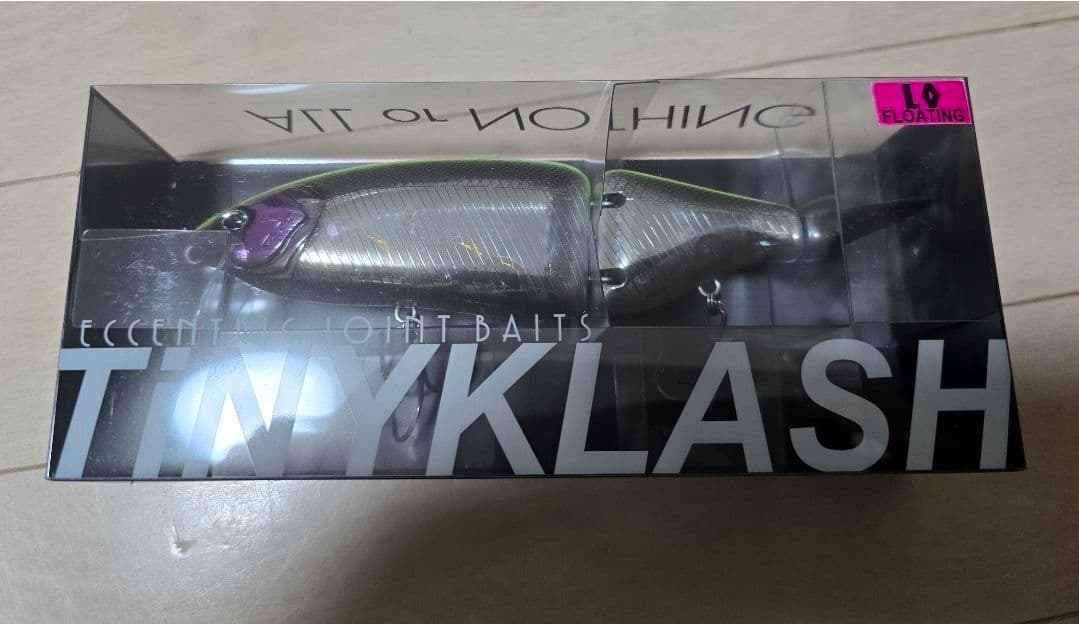 ALL or NOTHING
LO
FLOATING
ECCENTRIC JOINT BAITS
TiNYKLASH